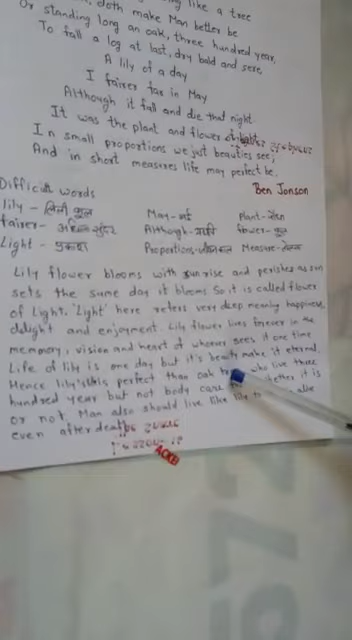 like a tree
doth make Man better be
Or standing long an oak, three hundred year,
To fall a log at last, dry bald and sere
A lily of a day
I fairer far in May
Although it fall and die that night
It was the plant and flower of light
In small proportions we just beauties see;
And in short measures life may perfect be.
Ben Jonson
Difficult words
lily - लिली फूल May - मई Plant -
fairer - अधिक सुंदर Although - flower - फूल
Light - प्रकाश Proportions - Measure -
Lily flower blooms with sun rise and perishes as sun
sets the same day it blooms So it is called flower
of Light. 'Light' here refers very deep meanly happiness,
delight and enjoyment. Lily flower lives forever in the
memory, vision and heart of whoever sees it one time
Life of lily is one day but it's beauty make it eternal.
Hence lily's perfect than oak who live three
hundred year but not body care whether it is
or not. Man also should live like lily to alive
even after death